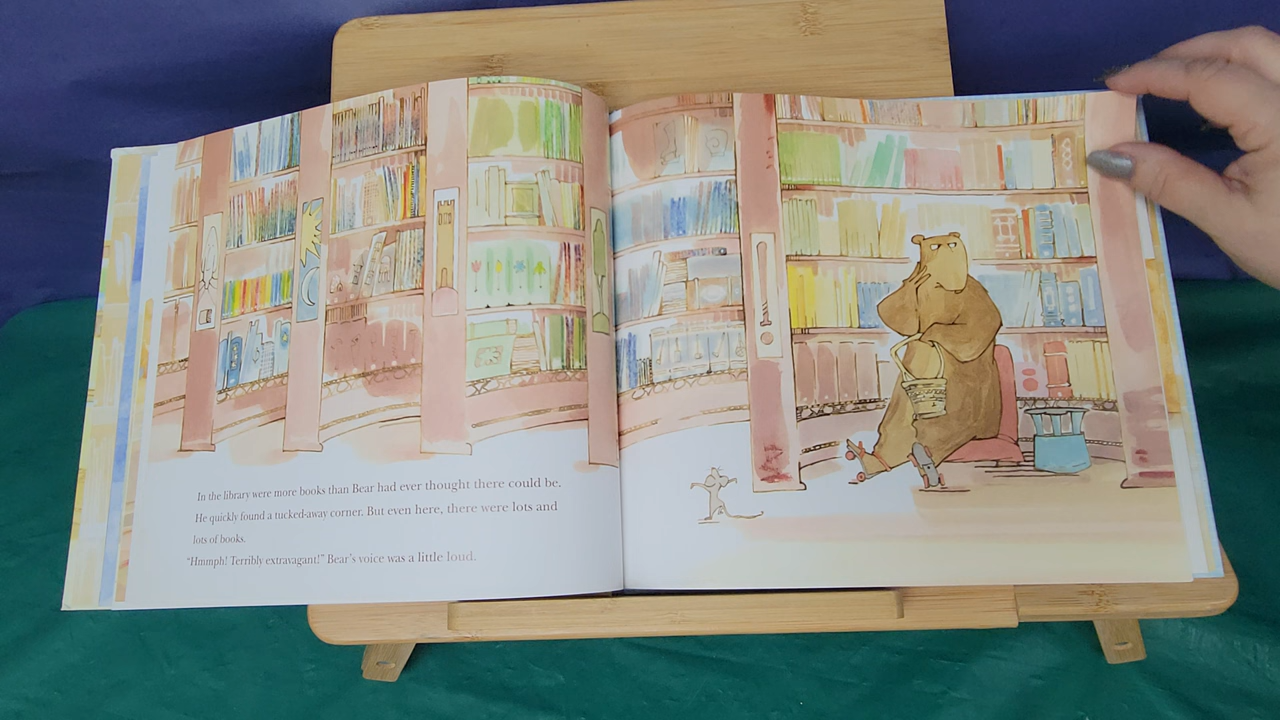 In the library were more books than Bear had ever thought there could be.
He quickly found a tucked-away corner. But even here, there were lots and
lots of books.
"Hmmph! Terribly extravagant!" Bear's voice was a little loud.